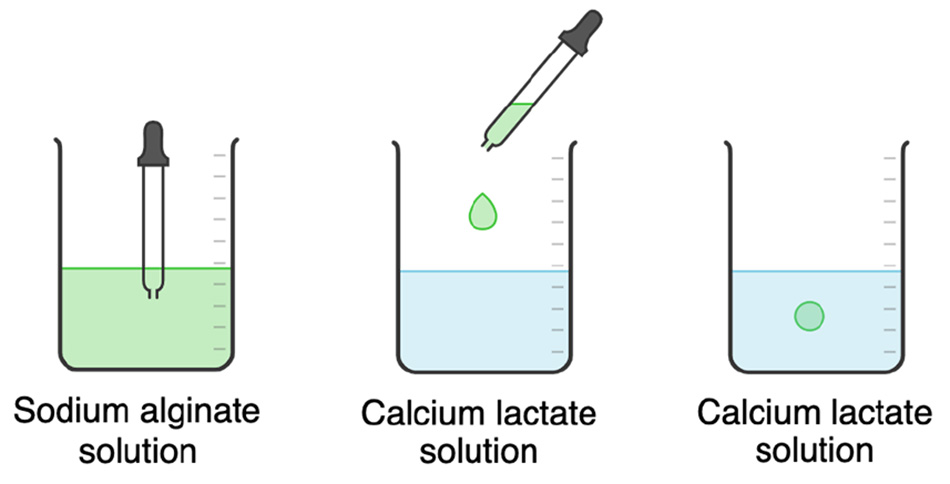 Sodium alginate
solution
Calcium lactate
solution
Calcium lactate
solution